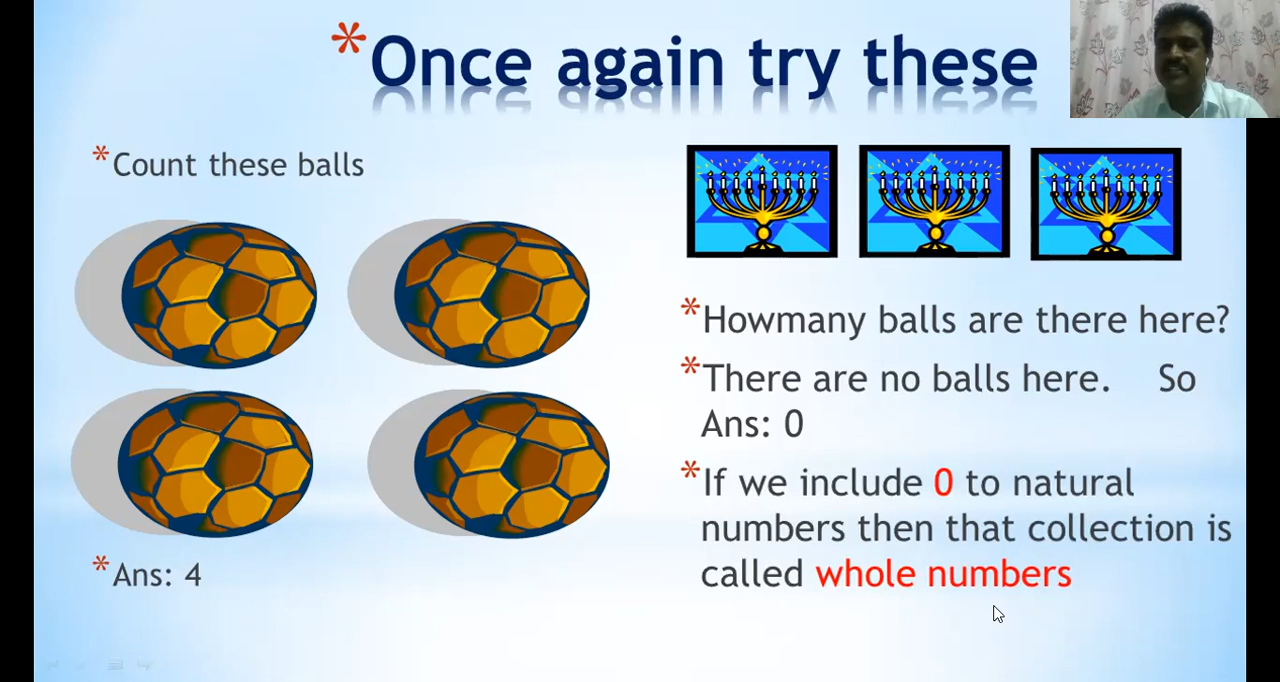 *Once again try these
*Count these balls
*Ans: 4
*Howmany balls are there here?
*There are no balls here. So
Ans: 0
*If we include 0 to natural
numbers then that collection is
called whole numbers